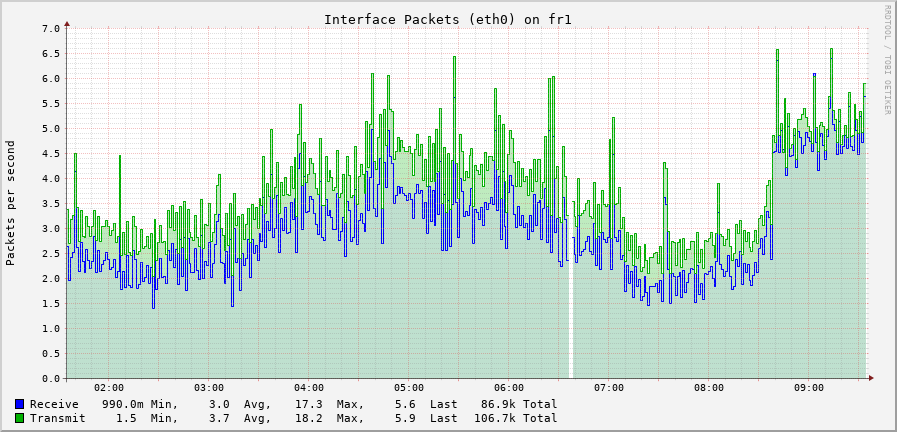 Interface Packets (eth0) on fr1
RRDTOOL / TOBI OETIKER
Packets per second
7.0
6.5
6.0
5.5
5.0
4.5
4.0
3.5
3.0
2.5
2.0
1.5
1.0
0.5
0.0
02:00 03:00 04:00 05:00 06:00 07:00 08:00 09:00
Receive 990.0m Min, 3.0 Avg, 17.3 Max, 5.6 Last 86.9k Total
Transmit 1.5 Min, 3.7 Avg, 18.2 Max, 5.9 Last 106.7k Total